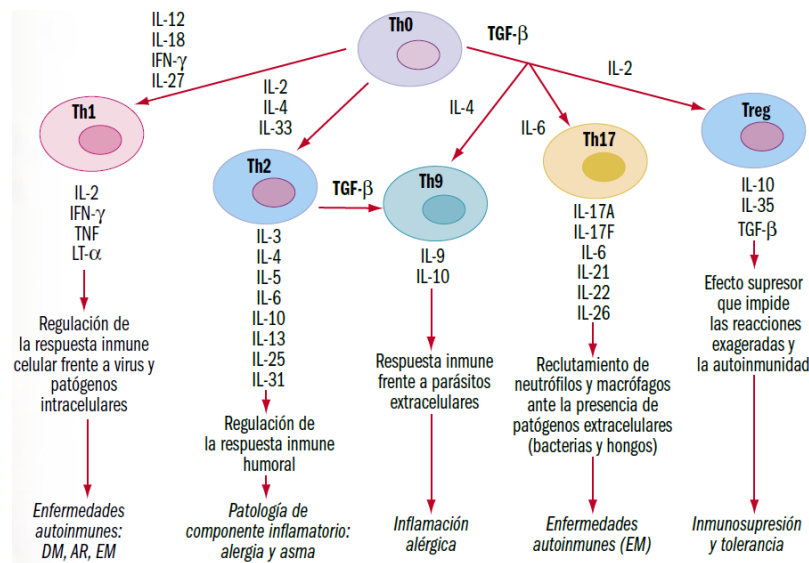 Th0
TGF-β
IL-12
IL-18
IFN-γ
IL-27
IL-2
IL-4
IL-33
IL-4
IL-6
IL-2
Th1
IL-2
IFN-γ
TNF
LT-α
Regulación de
la respuesta inmune
celular frente a virus y
patógenos
intracelulares
Enfermedades
autoinmunes:
DM, AR, EM
Th2
TGF-β
IL-3
IL-4
IL-5
IL-6
IL-10
IL-13
IL-25
IL-31
Regulación de
la respuesta inmune
humoral
Patología de
componente inflamatorio:
alergia y asma
Th9
IL-9
IL-10
Respuesta inmune
frente a parásitos
extracelulares
Inflamación
alérgica
Th17
IL-17A
IL-17F
IL-6
IL-21
IL-22
IL-26
Reclutamiento de
neutrófilos y macrófagos
ante la presencia de
patógenos extracelulares
(bacterias y hongos)
Enfermedades
autoinmunes (EM)
Treg
IL-10
IL-35
TGF-β
Efecto supresor
que impide
las reacciones
exageradas y
la autoinmunidad
Inmunosupresión
y tolerancia